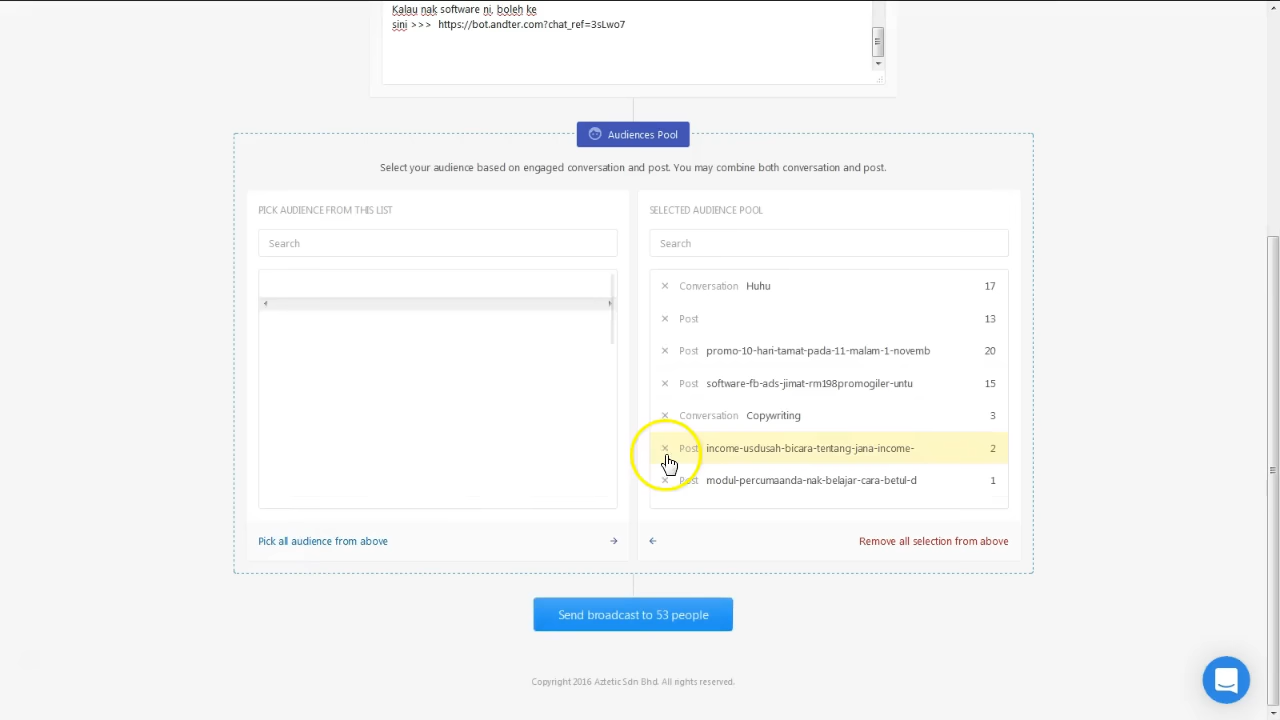 Kalau nak software ni, boleh ke
sini >>> https://bot.andter.com?chat_ref=3sLwo7
Audiences Pool
Select your audience based on engaged conversation and post. You may combine both conversation and post.
PICK AUDIENCE FROM THIS LIST
Search
Pick all audience from above →
SELECTED AUDIENCE POOL
Search
× Conversation Huhu 17
× Post 13
× Post promo-10-hari-tamat-pada-11-malam-1-novemb 20
× Post software-fb-ads-jimat-rm198promogiler-untu 15
× Conversation Copywriting 3
× Post income-usdusah-bicara-tentang-jana-income- 2
× Post modul-percumaanda-nak-belajar-cara-betul-d 1
← Remove all selection from above
Send broadcast to 53 people
Copyright 2016 Aztetic Sdn Bhd. All rights reserved.